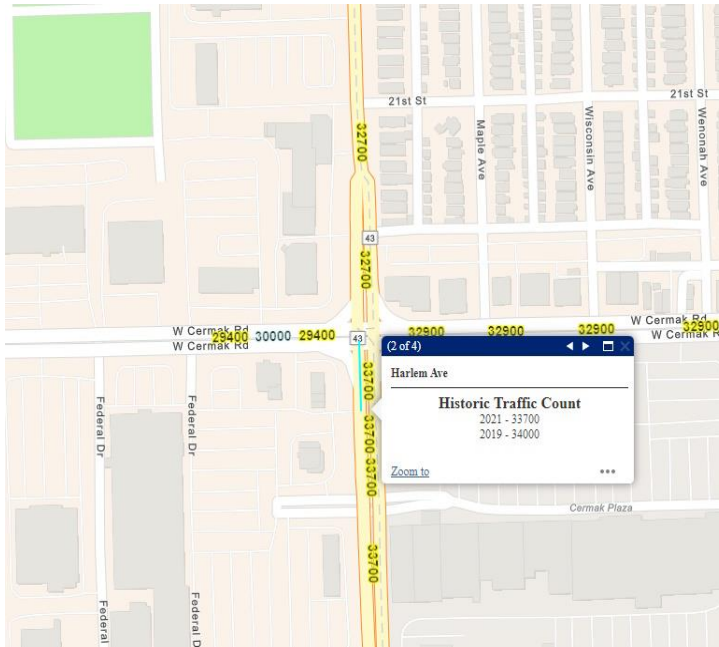 21st St
21st St
32700
Maple Ave
Wisconsin Ave
Wenonah Ave
43
32700
W Cermak Rd
W Cermak Rd
29400 30000 29400
43
32900
32900
32900
W Cermak Rd
32900
W Cermak R
(2 of 4)
Harlem Ave
Historic Traffic Count
2021 - 33700
2019 - 34000
Zoom to
33700
33700
33700
33700
Federal Dr
Federal Dr
Cermak Plaza
Federal D
Federal D